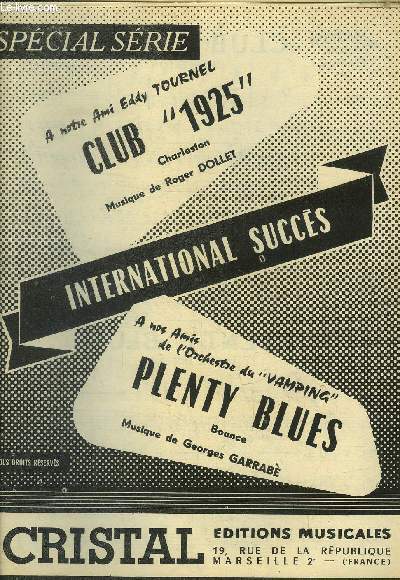 SPÉCIAL SÉRIE
A notre Ami Eddy TOURNEL
CLUB "1925"
Charleston
Musique de Roger DOLLET
INTERNATIONAL SUCCÈS
A nos Amis
de l'Orchestre du "VAMPING"
PLENTY BLUES
Bounce
Musique de Georges GARRABÈ
DROITS RÉSERVÉS
CRISTAL
EDITIONS MUSICALES
19, RUE DE LA RÉPUBLIQUE
MARSEILLE 2e — (FRANCE)